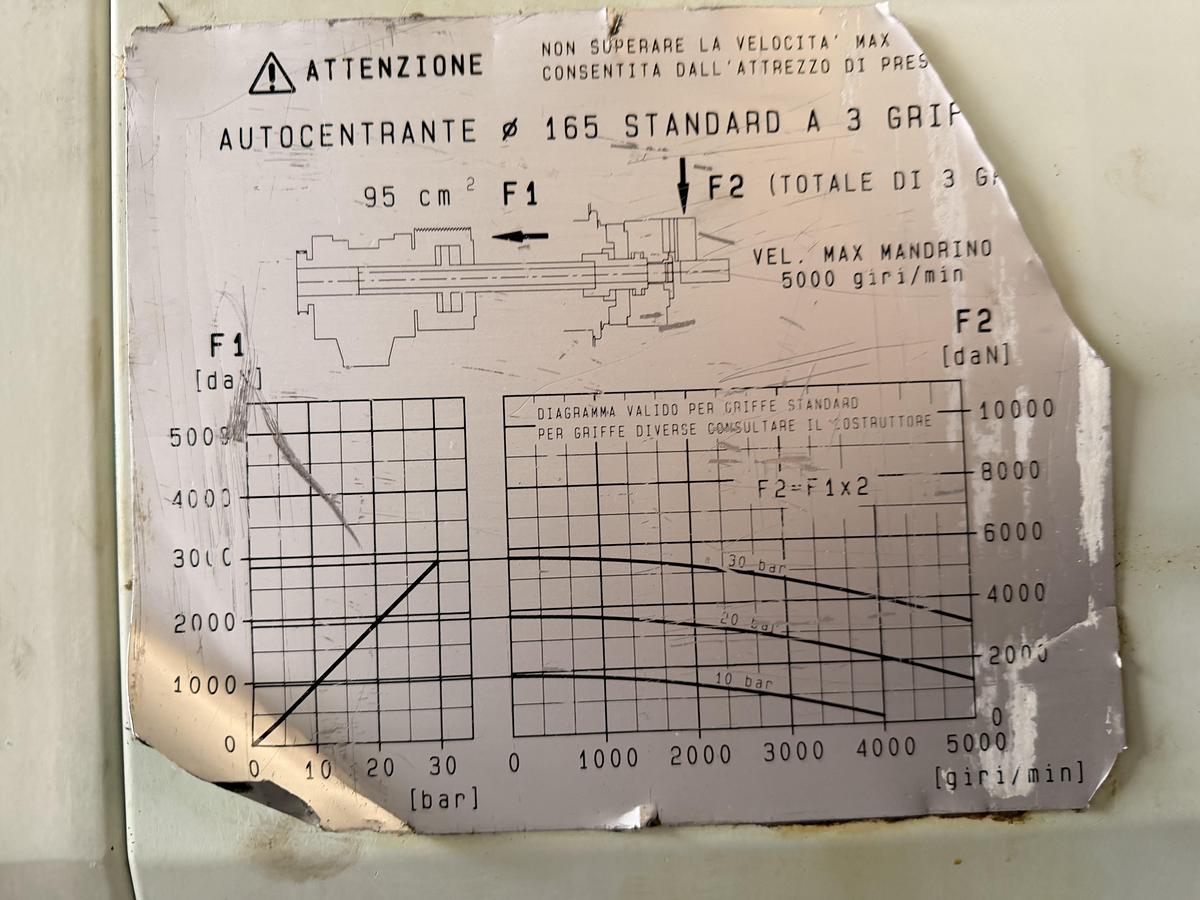 ATTENZIONE
NON SUPERARE LA VELOCITA' MAX
CONSENTITA DALL'ATTREZZO DI PRES
AUTOCENTRANTE ø 165 STANDARD A 3 GRIF
95 cm² F1
F2 (TOTALE DI 3 G
VEL. MAX MANDRINO
5000 giri/min
F1
F2
[daN]
DIAGRAMMA VALIDO PER GRIFFE STANDARD
PER GRIFFE DIVERSE CONSULTARE IL COSTRUTTORE
F2=F1x2
5000
4000
3000
2000
1000
0
0 10 20 30
[bar]
30 bar
20 bar
10 bar
10000
8000
6000
4000
2000
0
0 1000 2000 3000 4000 5000
[giri/min]